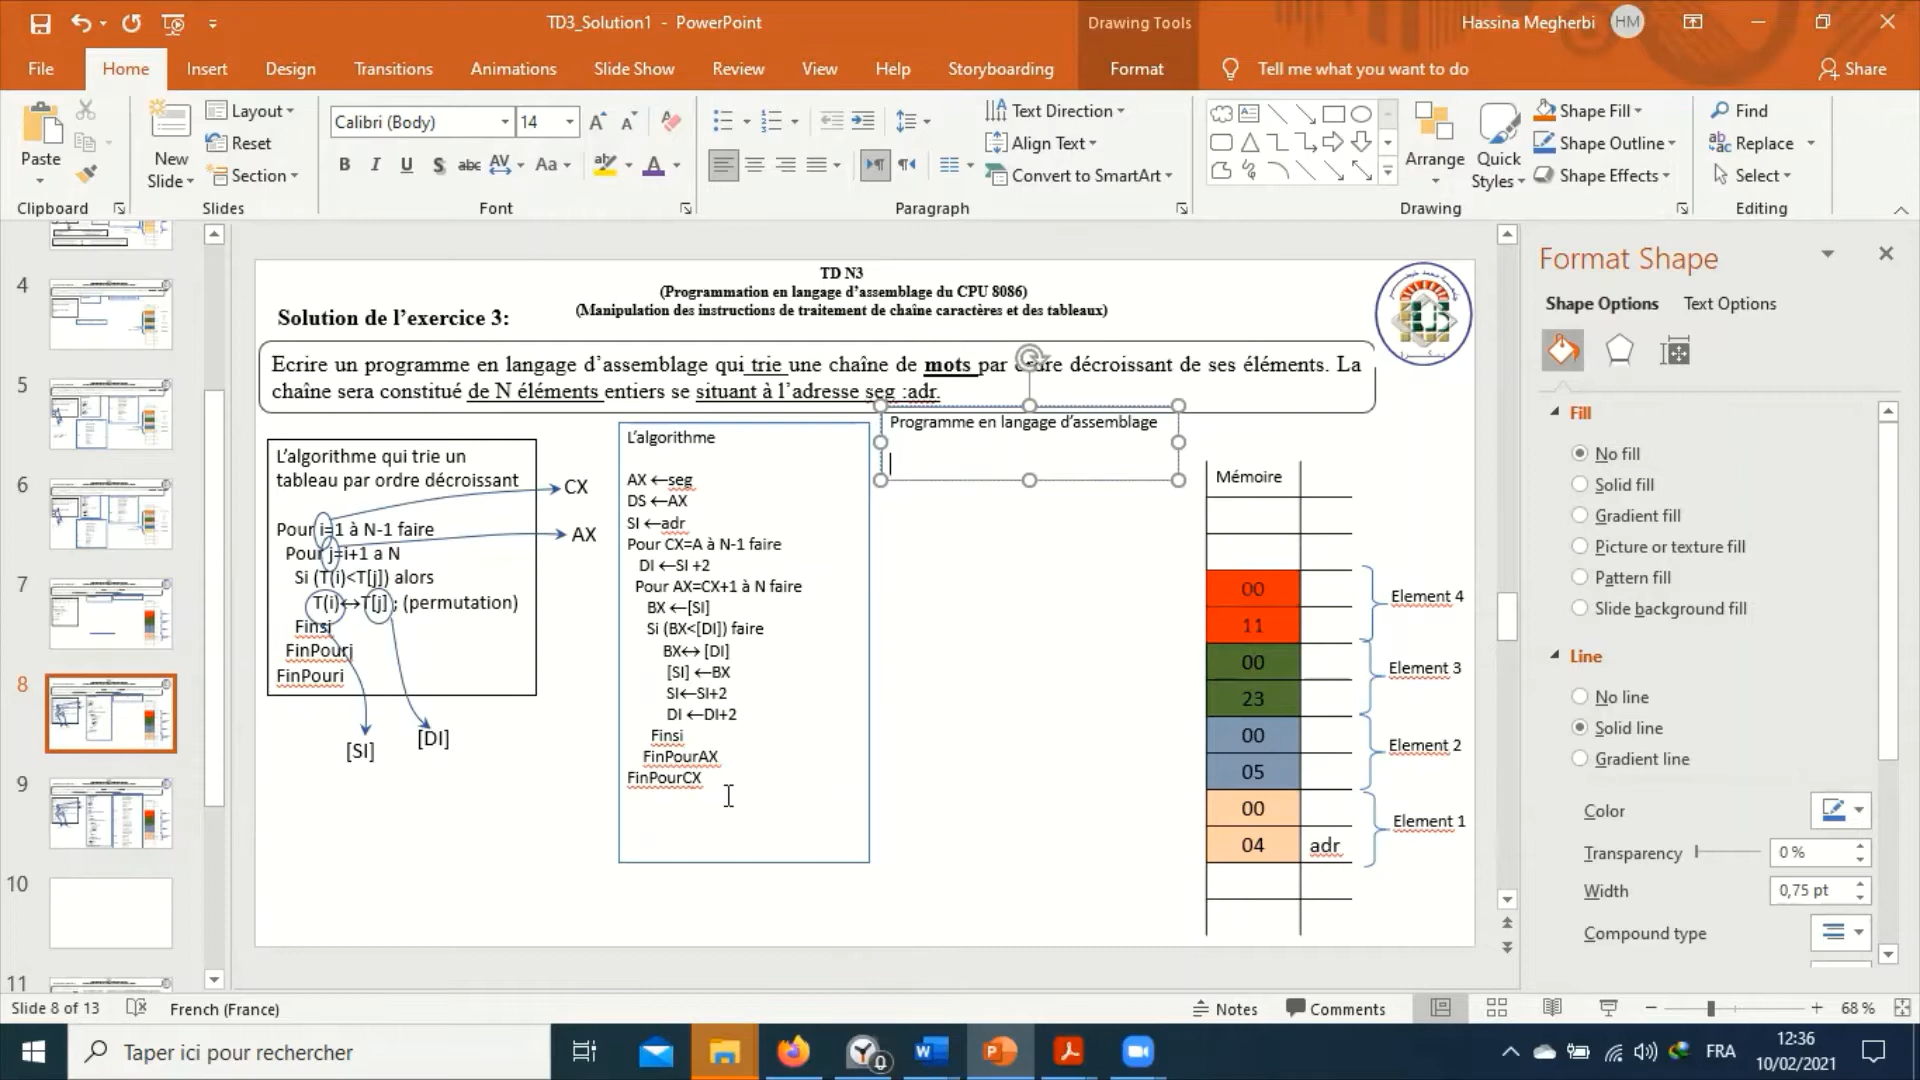 TD3_Solution1 - PowerPoint
Drawing Tools
Hassina Megherbi
HM
File
Home
Insert
Design
Transitions
Animations
Slide Show
Review
View
Help
Storyboarding
Format
Tell me what you want to do
Share
Paste
New Slide
Layout
Reset
Section
Calibri (Body)
14
Text Direction
Align Text
Convert to SmartArt
Arrange
Quick Styles
Shape Fill
Shape Outline
Shape Effects
Find
Replace
Select
Clipboard
Slides
Font
Paragraph
Drawing
Editing
4
5
6
7
8
9
10
11
TD N3
(Programmation en langage d'assemblage du CPU 8086)
(Manipulation des instructions de traitement de chaîne caractères et des tableaux)
Solution de l'exercice 3:
Ecrire un programme en langage d'assemblage qui trie une chaîne de mots par ordre décroissant de ses éléments. La
chaîne sera constitué de N éléments entiers se situant à l'adresse seg :adr.
L'algorithme qui trie un
tableau par ordre décroissant
Pour i=1 à N-1 faire
Pour j=i+1 a N
Si (T(i)<T[j]) alors
T(i)↔T[j] ; (permutation)
Finsi
FinPourj
FinPouri
CX
AX
[SI]
[DI]
L'algorithme
AX ←seg
DS ←AX
SI ←adr
Pour CX=A à N-1 faire
DI ←SI +2
Pour AX=CX+1 à N faire
BX ←[SI]
Si (BX<[DI]) faire
BX↔ [DI]
[SI] ←BX
SI←SI+2
DI ←DI+2
Finsi
FinPourAX
FinPourCX
Programme en langage d'assemblage
Mémoire
00
11
00
23
00
05
00
04
adr
Element 4
Element 3
Element 2
Element 1
Format Shape
Shape Options
Text Options
Fill
No fill
Solid fill
Gradient fill
Picture or texture fill
Pattern fill
Slide background fill
Line
No line
Solid line
Gradient line
Color
Transparency
0 %
Width
0,75 pt
Compound type
Slide 8 of 13
French (France)
Notes
Comments
68 %
Taper ici pour rechercher
FRA
12:36
10/02/2021